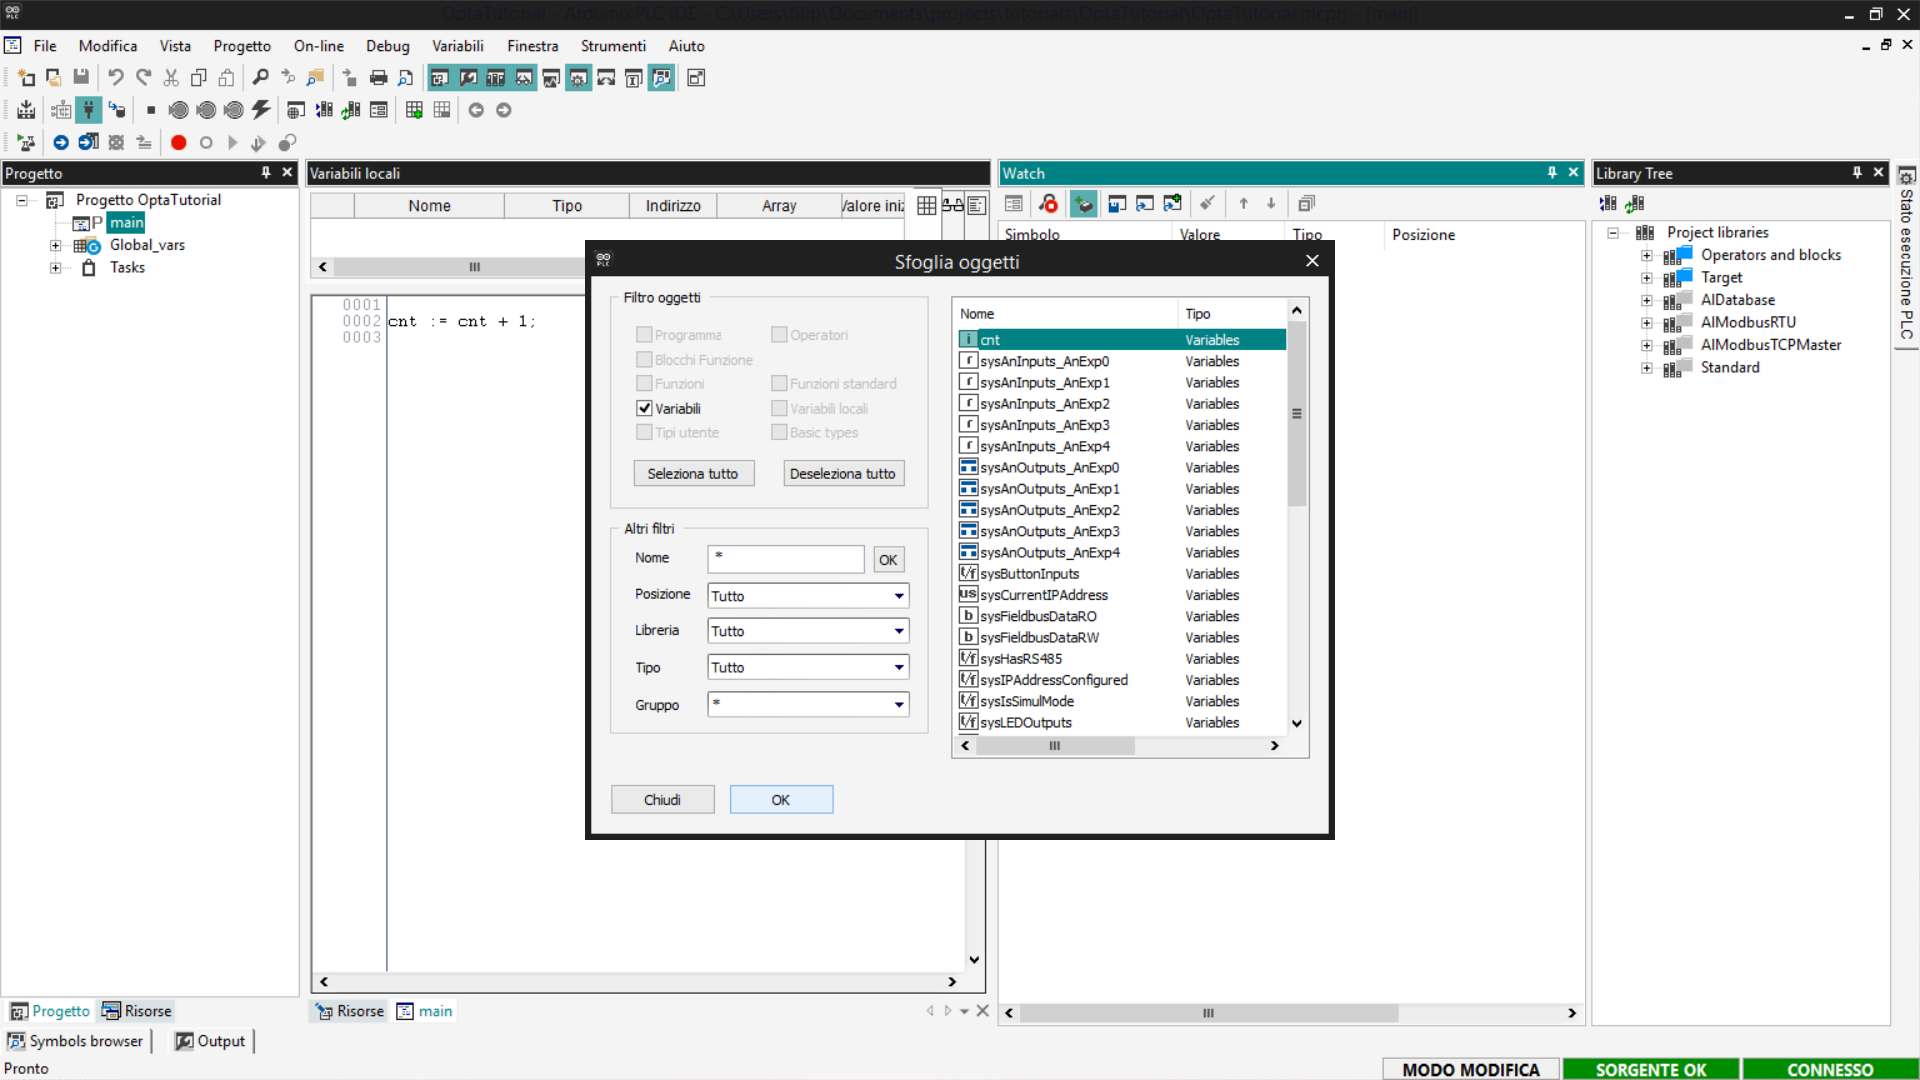 OptaTutorial - Arduino PLC IDE - C:\Users\filip\Documents\projects\tutorials\OptaTutorial\OptaTutorial.plcprj - [main]
File Modifica Vista Progetto On-line Debug Variabili Finestra Strumenti Aiuto
Progetto
Progetto OptaTutorial
main
Global_vars
Tasks
Variabili locali
Nome Tipo Indirizzo Array Valore iniz
0001
0002 cnt := cnt + 1;
0003
Watch
Simbolo Valore Tipo Posizione
Library Tree
Project libraries
Operators and blocks
Target
AIDatabase
AIModbusRTU
AIModbusTCPMaster
Standard
Stato esecuzione PLC
Sfoglia oggetti
Filtro oggetti
Programma Operatori
Blocchi Funzione
Funzioni Funzioni standard
Variabili Variabili locali
Tipi utente Basic types
Seleziona tutto Deseleziona tutto
Altri filtri
Nome * OK
Posizione Tutto
Libreria Tutto
Tipo Tutto
Gruppo *
Chiudi OK
Nome Tipo
cnt Variables
sysAnInputs_AnExp0 Variables
sysAnInputs_AnExp1 Variables
sysAnInputs_AnExp2 Variables
sysAnInputs_AnExp3 Variables
sysAnInputs_AnExp4 Variables
sysAnOutputs_AnExp0 Variables
sysAnOutputs_AnExp1 Variables
sysAnOutputs_AnExp2 Variables
sysAnOutputs_AnExp3 Variables
sysAnOutputs_AnExp4 Variables
sysButtonInputs Variables
sysCurrentIPAddress Variables
sysFieldbusDataRO Variables
sysFieldbusDataRW Variables
sysHasRS485 Variables
sysIPAddressConfigured Variables
sysIsSimulMode Variables
sysLEDOutputs Variables
Progetto Risorse
Risorse main
Symbols browser Output
Pronto
MODO MODIFICA SORGENTE OK CONNESSO